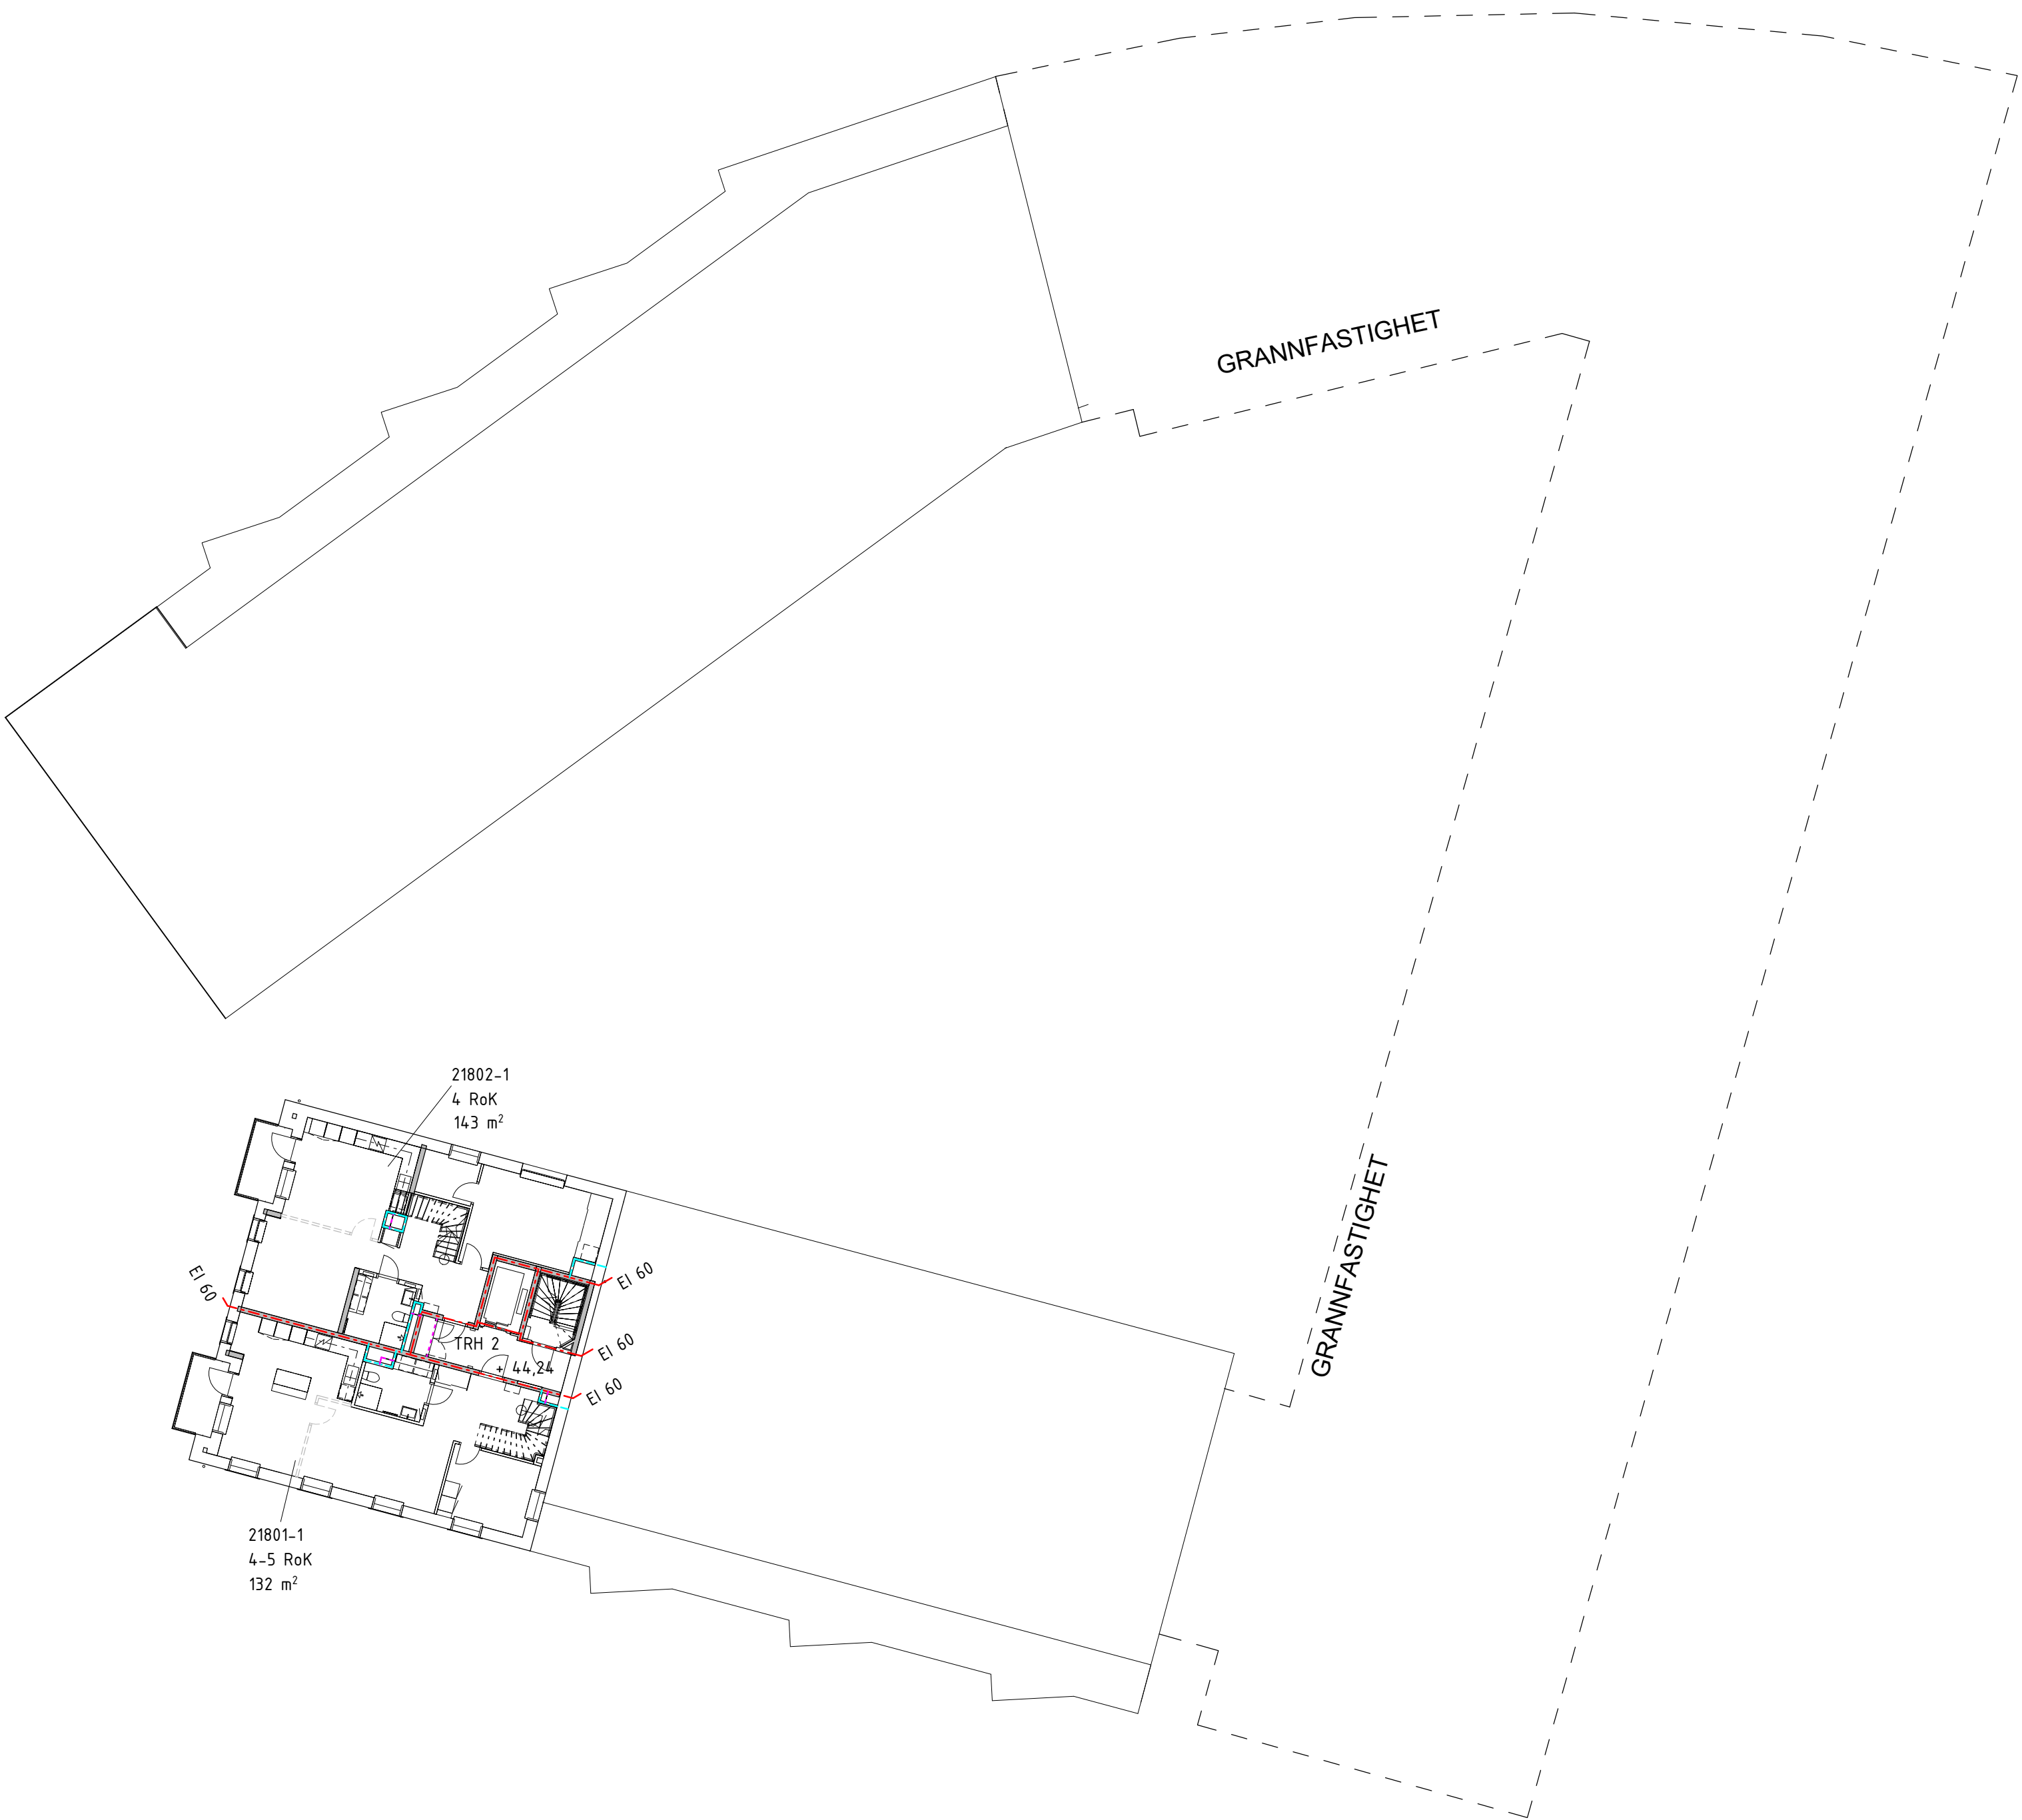 GRANNFASTIGHET
21802-1
4 RoK
143 m²
GRANNFASTIGHET
EI 60
EI 60
TRH 2
EI 60
+ 44,24
EI 60
21801-1
4-5 RoK
132 m²